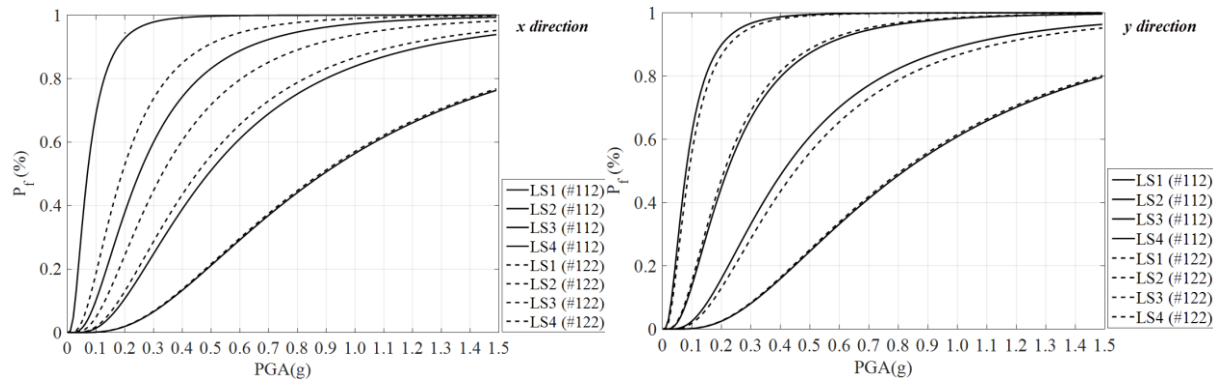 x direction
1
0.8
0.6
0.4
0.2
0
P_f (%)
0 0.1 0.2 0.3 0.4 0.5 0.6 0.7 0.8 0.9 1.0 1.1 1.2 1.3 1.4 1.5
PGA(g)
LS1 (#112)
LS2 (#112)
LS3 (#112)
LS4 (#112)
LS1 (#122)
LS2 (#122)
LS3 (#122)
LS4 (#122)
y direction
1
0.8
0.6
0.4
0.2
0
P_f (%)
0 0.1 0.2 0.3 0.4 0.5 0.6 0.7 0.8 0.9 1.0 1.1 1.2 1.3 1.4 1.5
PGA(g)
LS1 (#112)
LS2 (#112)
LS3 (#112)
LS4 (#112)
LS1 (#122)
LS2 (#122)
LS3 (#122)
LS4 (#122)